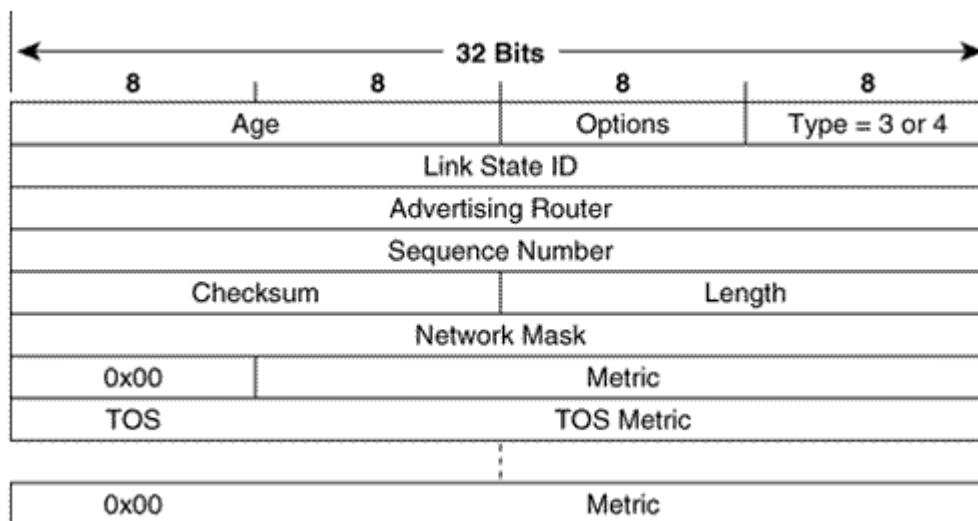 32 Bits
8 8 8 8
Age Options Type = 3 or 4
Link State ID
Advertising Router
Sequence Number
Checksum Length
Network Mask
0x00 Metric
TOS TOS Metric
0x00 Metric